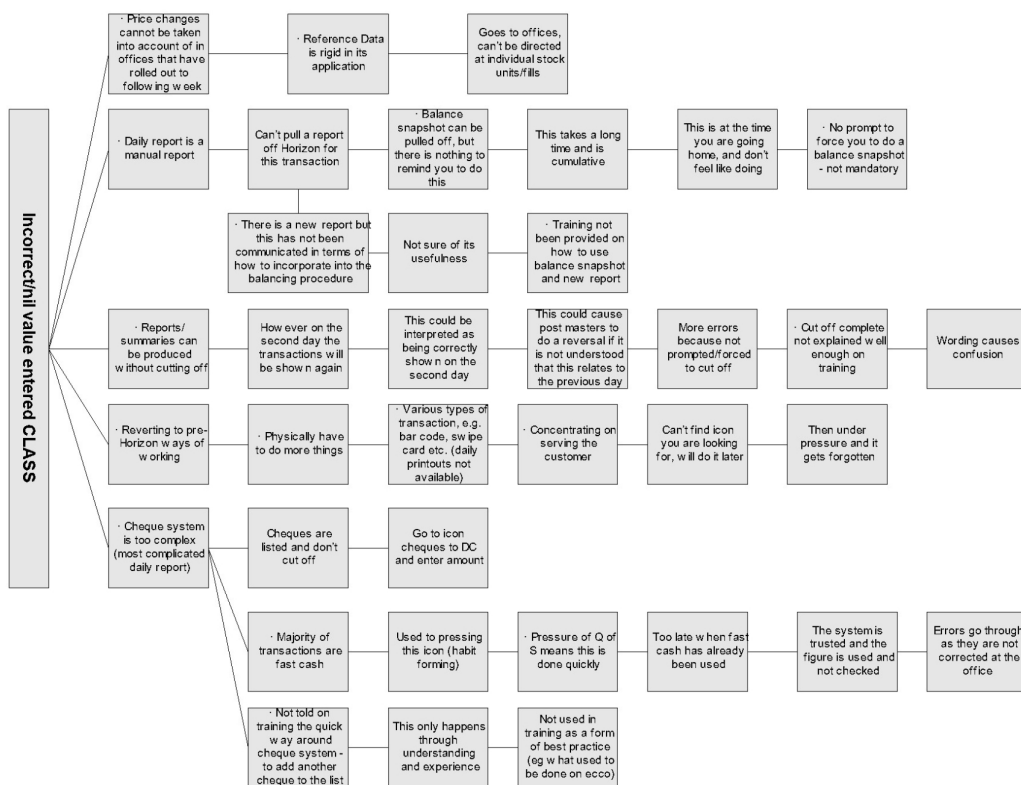 Incorrect/nil value entered CLASS
· Price changes
cannot be taken
into account of in
offices that have
rolled out to
following week
· Reference Data
is rigid in its
application
Goes to offices,
can't be directed
at individual stock
units/fills
· Daily report is a
manual report
Can't pull a report
off Horizon for
this transaction
· Balance
snapshot can be
pulled off, but
there is nothing to
remind you to do
this
This takes a long
time and is
cumulative
This is at the time
you are going
home, and don't
feel like doing
· No prompt to
force you to do a
balance snapshot
- not mandatory
· There is a new report but
this has not been
communicated in terms of
how to incorporate into the
balancing procedure
Not sure of its
usefulness
· Training not
been provided on
how to use
balance snapshot
and new report
· Reports/
summaries can
be produced
without cutting off
However on the
second day the
transactions will
be shown again
This could be
interpreted as
being correctly
shown on the
second day
This could cause
post masters to
do a reversal if it
is not understood
that this relates to
the previous day
More errors
because not
prompted/forced
to cut off
· Cut off complete
not explained well
enough on
training
Wording causes
confusion
· Reverting to pre-
Horizon ways of
working
· Physically have
to do more things
· Various types of
transaction, e.g.
bar code, swipe
card etc. (daily
printouts not
available)
· Concentrating on
serving the
customer
Can't find icon
you are looking
for, will do it later
Then under
pressure and it
gets forgotten
· Cheque system
is too complex
(most complicated
daily report)
Cheques are
listed and don't
cut off
Go to icon
cheques to DC
and enter amount
· Majority of
transactions are
fast cash
Used to pressing
this icon (habit
forming)
· Pressure of Q of
S means this is
done quickly
Too late when fast
cash has already
been used
The system is
trusted and the
figure is used and
not checked
Errors go through
as they are not
corrected at the
office
· Not told on
training the quick
way around
cheque system -
to add another
cheque to the list
This only happens
through
understanding
and experience
Not used in
training as a form
of best practice
(eg what used to
be done on ecco)